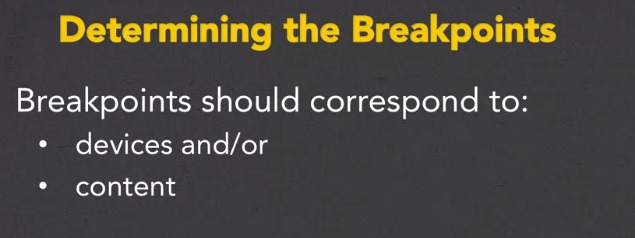 Determining the Breakpoints
Breakpoints should correspond to:
• devices and/or
• content